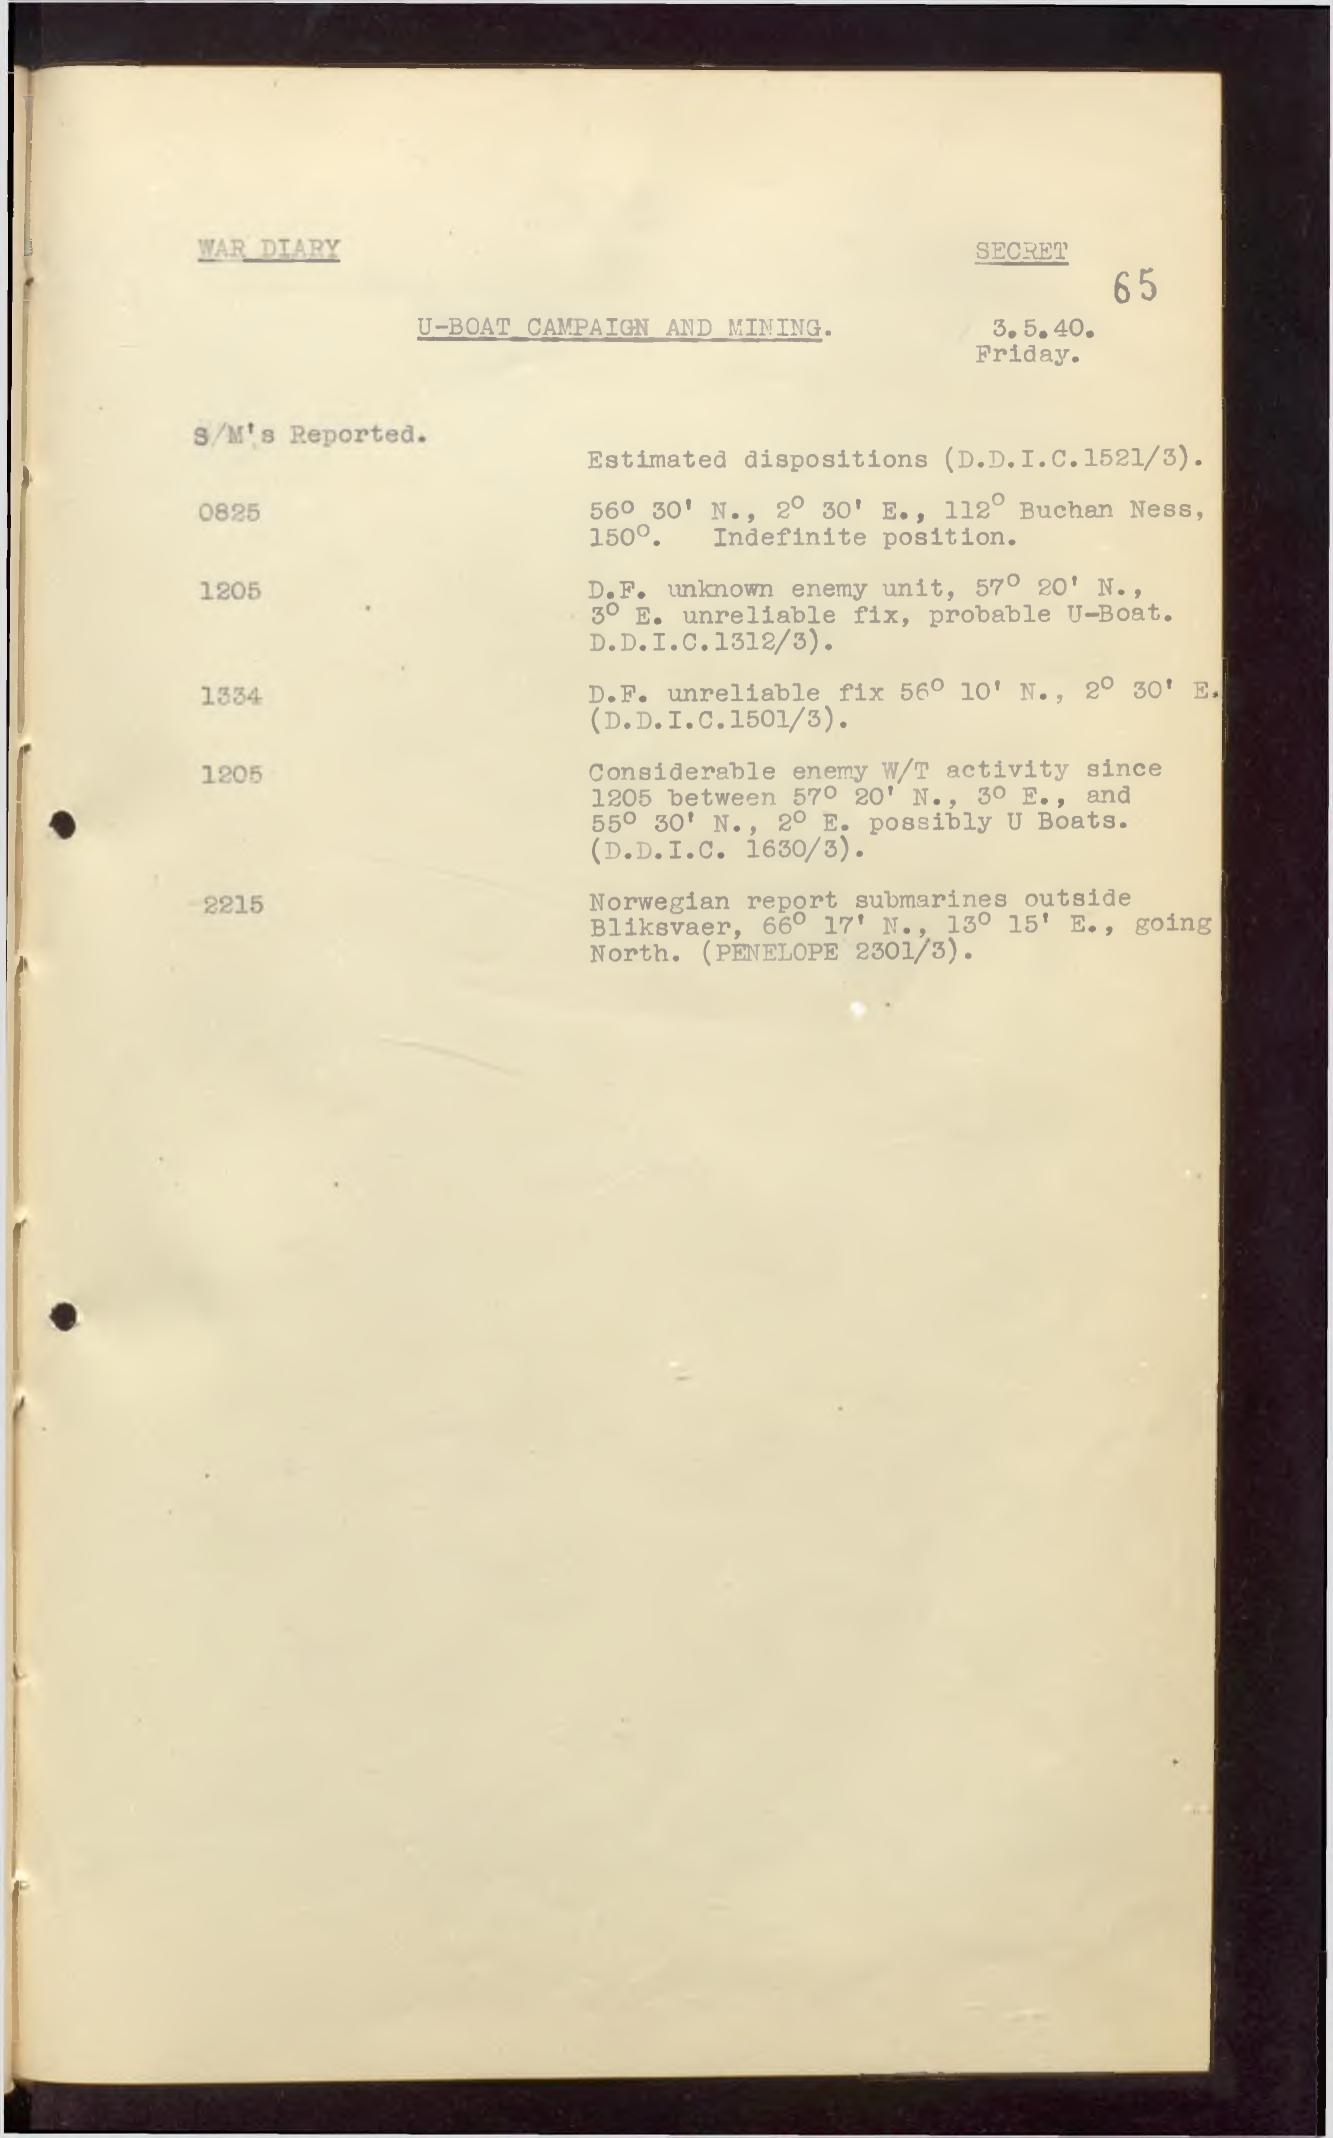 WAR DIARY
SECRET
65
U-BOAT CAMPAIGN AND MINING.
3.5.40.
Friday.
S/M's Reported.
Estimated dispositions (D.D.I.C.1521/3).
0825 56° 30' N., 2° 30' E., 112° Buchan Ness,
150°. Indefinite position.
1205 D.F. unknown enemy unit, 57° 20' N.,
3° E. unreliable fix, probable U-Boat.
D.D.I.C.1312/3).
1334 D.F. unreliable fix 56° 10' N., 2° 30' E.
(D.D.I.C.1501/3).
1205 Considerable enemy W/T activity since
1205 between 57° 20' N., 3° E., and
55° 30' N., 2° E. possibly U Boats.
(D.D.I.C. 1630/3).
2215 Norwegian report submarines outside
Bliksvaer, 66° 17' N., 13° 15' E., going
North. (PENELOPE 2301/3).